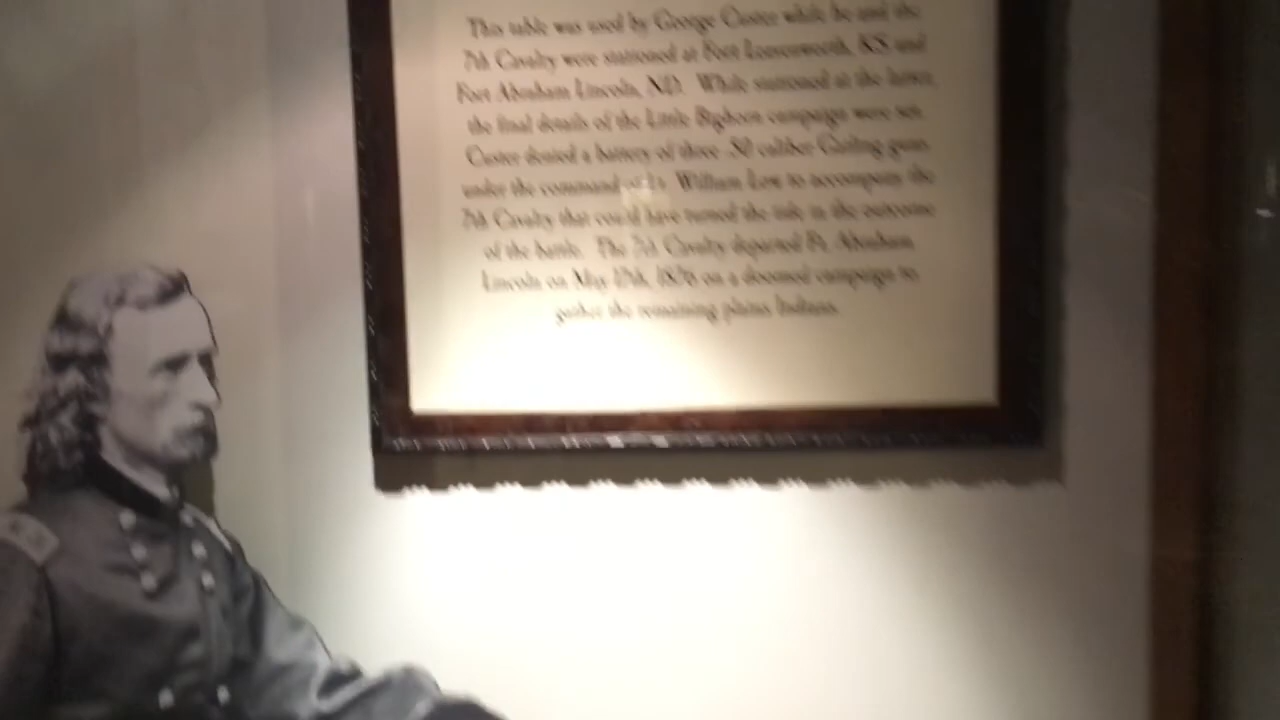 This table was used by George Custer while he and the
7th Cavalry were stationed at Fort Leavenworth, KS and
Fort Abraham Lincoln, ND. While stationed at the latter,
the final details of the Little Bighorn campaign were set.
Custer denied a battery of three .50 caliber Gatling guns
under the command of Lt. William Low to accompany the
7th Cavalry that could have turned the tide in the outcome
of the battle. The 7th Cavalry departed Ft. Abraham
Lincoln on May 17th, 1876 on a doomed campaign to
gather the remaining plains Indians.